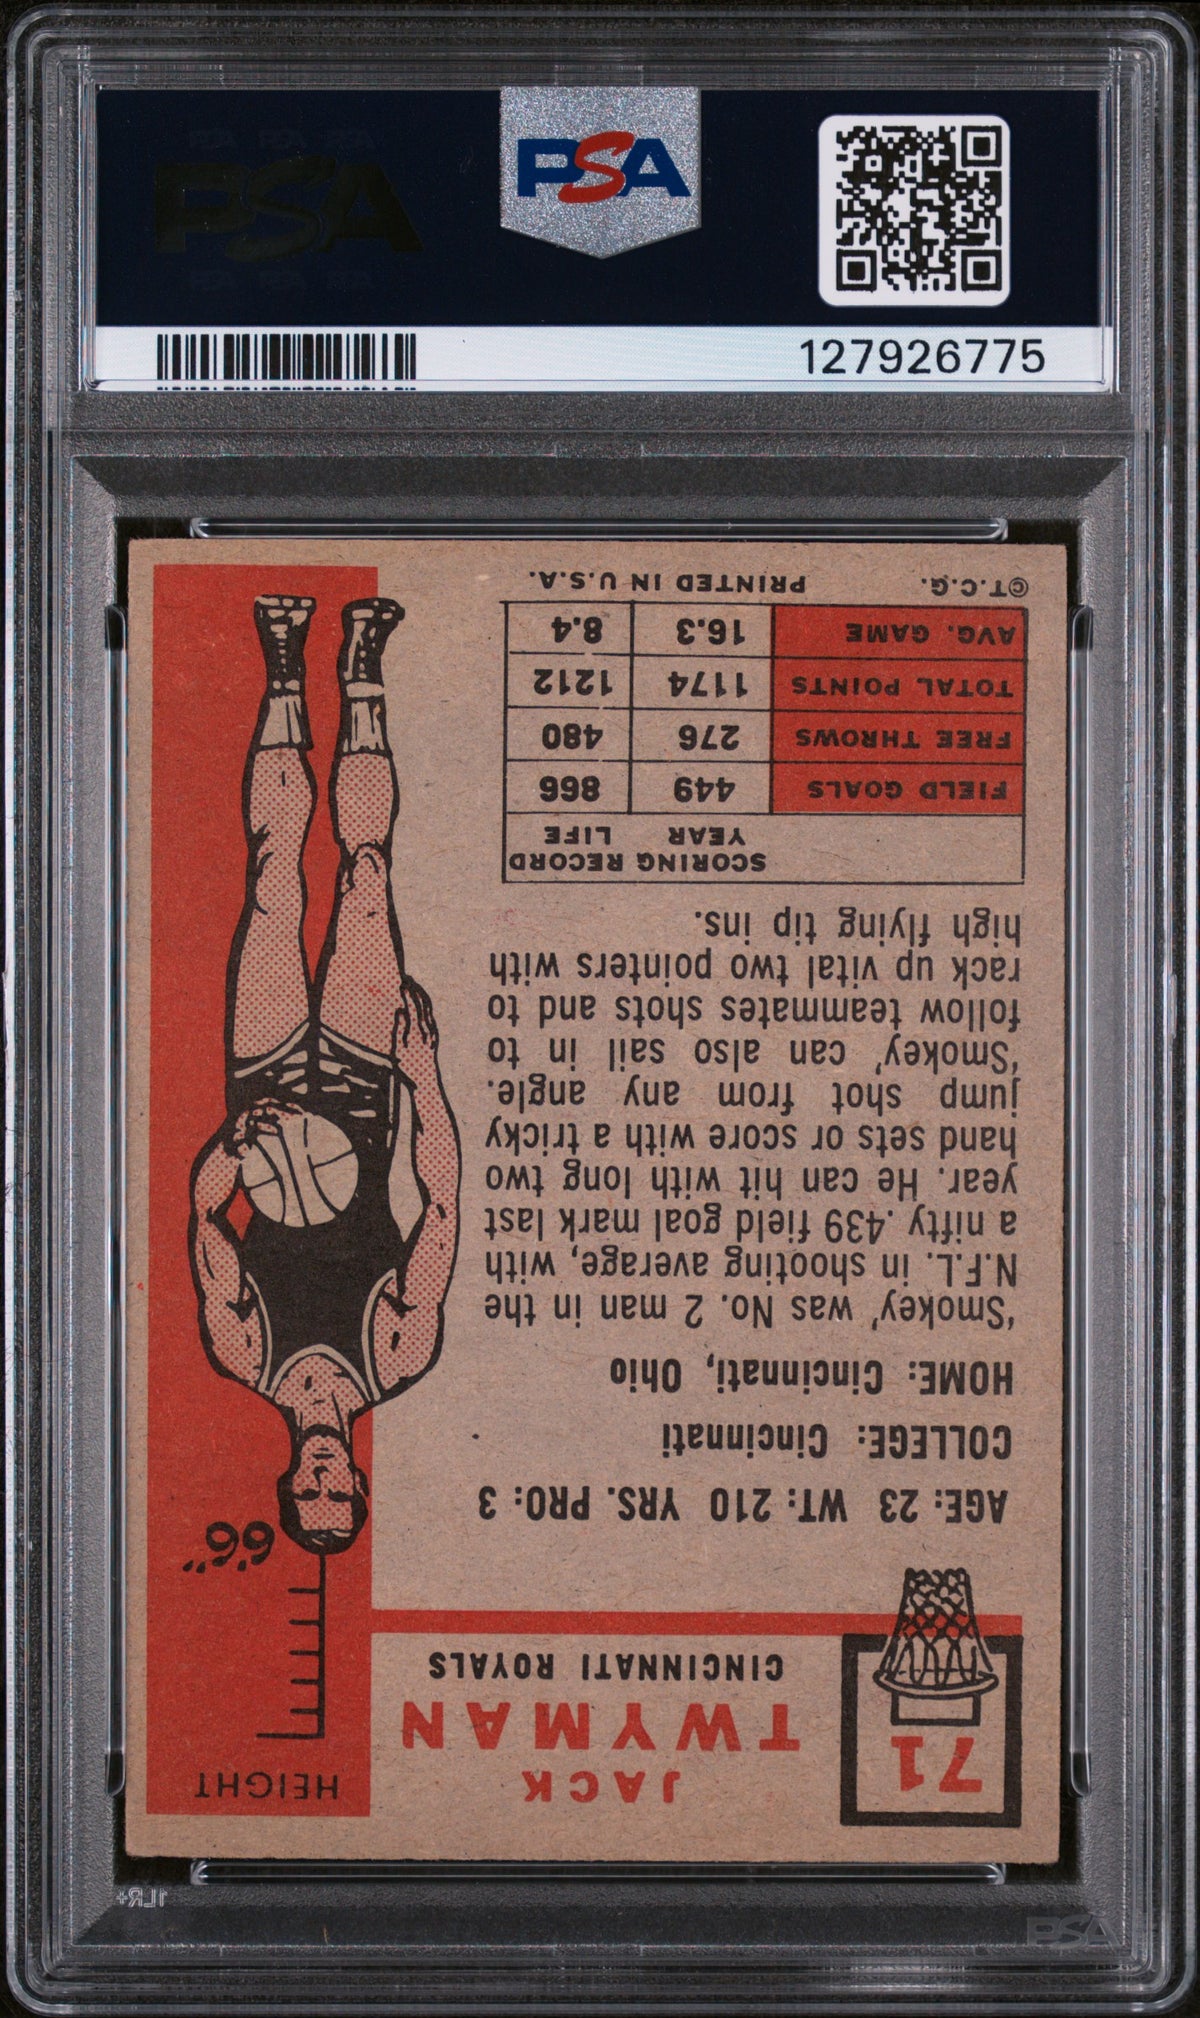 PSA
127926775
71
JACK
TWYMAN
CINCINNATI ROYALS
HEIGHT
6'6"
AGE: 23 WT: 210 YRS. PRO: 3
COLLEGE: Cincinnati
HOME: Cincinnati, Ohio
'Smokey' was No. 2 man in the
N.F.L. in shooting average, with
a nifty .439 field goal mark last
year. He can hit with long two
hand sets or score with a tricky
jump shot from any angle.
'Smokey' can also sail in to
follow teammates shots and to
rack up vital two pointers with
high flying tip ins.
SCORING RECORD
YEAR LIFE
FIELD GOALS 449 866
FREE THROWS 276 480
TOTAL POINTS 1174 1212
AVG. GAME 16.3 8.4
©T.C.G. PRINTED IN U.S.A.
1LR+
PSA